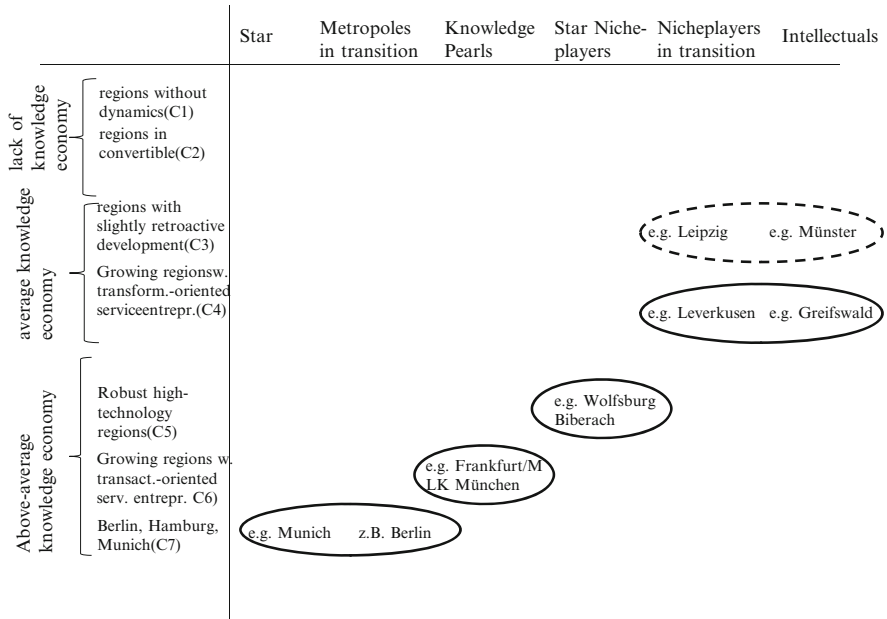 Star
Metropoles
in transition
Knowledge
Pearls
Star Niche-
players
Nicheplayers
in transition
Intellectuals
lack of
knowledge
economy
regions without
dynamics(C1)
regions in
convertible(C2)
average knowledge
economy
regions with
slightly retroactive
development(C3)
e.g. Leipzig
e.g. Münster
Growing regionsw.
transform.-oriented
serviceentrepr.(C4)
e.g. Leverkusen
e.g. Greifswald
Above-average
knowledge economy
Robust high-
technology
regions(C5)
e.g. Wolfsburg
Biberach
Growing regions w.
transact.-oriented
serv. entrepr. C6)
e.g. Frankfurt/M
LK München
Berlin, Hamburg,
Munich(C7)
e.g. Munich
z.B. Berlin